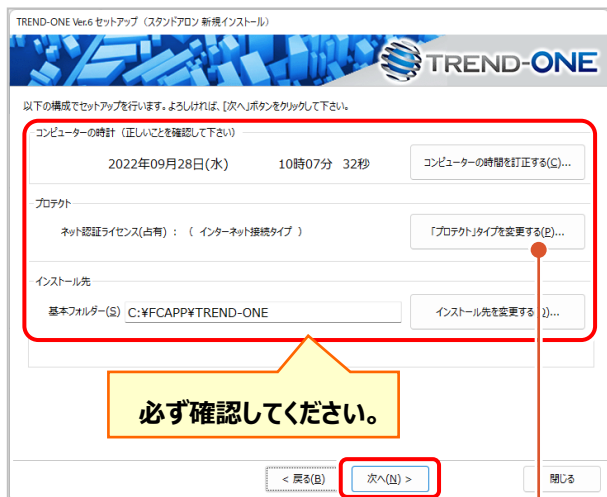 TREND-ONE Ver.6 セットアップ（スタンドアロン 新規インストール）
TREND-ONE
以下の構成でセットアップを行います。よろしければ、[次へ]ボタンをクリックして下さい。
コンピューターの時計（正しいことを確認して下さい）
2022年09月28日(水) 10時07分 32秒 コンピューターの時間を訂正する(C)...
プロテクト
ネット認証ライセンス(占有) ： （ インターネット接続タイプ ） 「プロテクト」タイプを変更する(P)...
インストール先
基本フォルダー(S) C:¥FCAPP¥TREND-ONE インストール先を変更する )...
必ず確認してください。
< 戻る(B) 次へ(N) > 閉じる